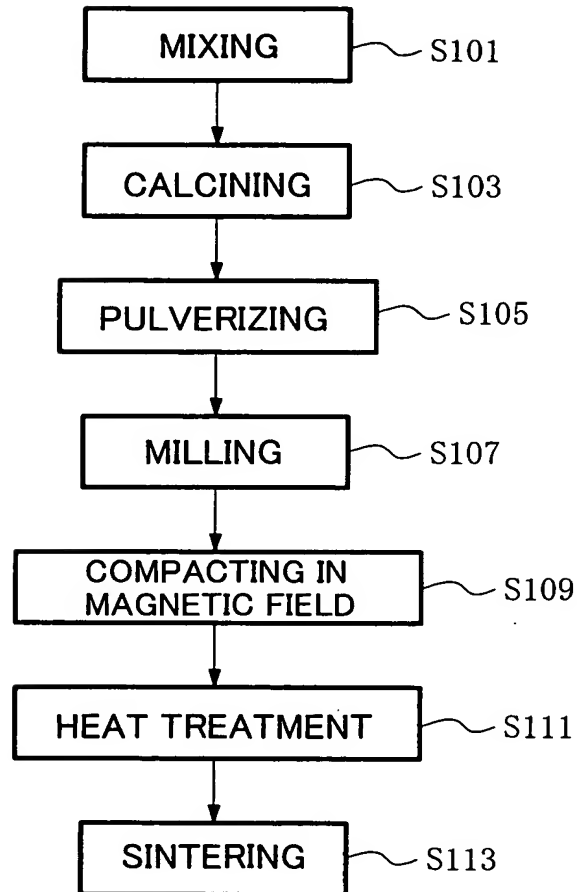 MIXING S101
CALCINING S103
PULVERIZING S105
MILLING S107
COMPACTING IN
MAGNETIC FIELD S109
HEAT TREATMENT S111
SINTERING S113